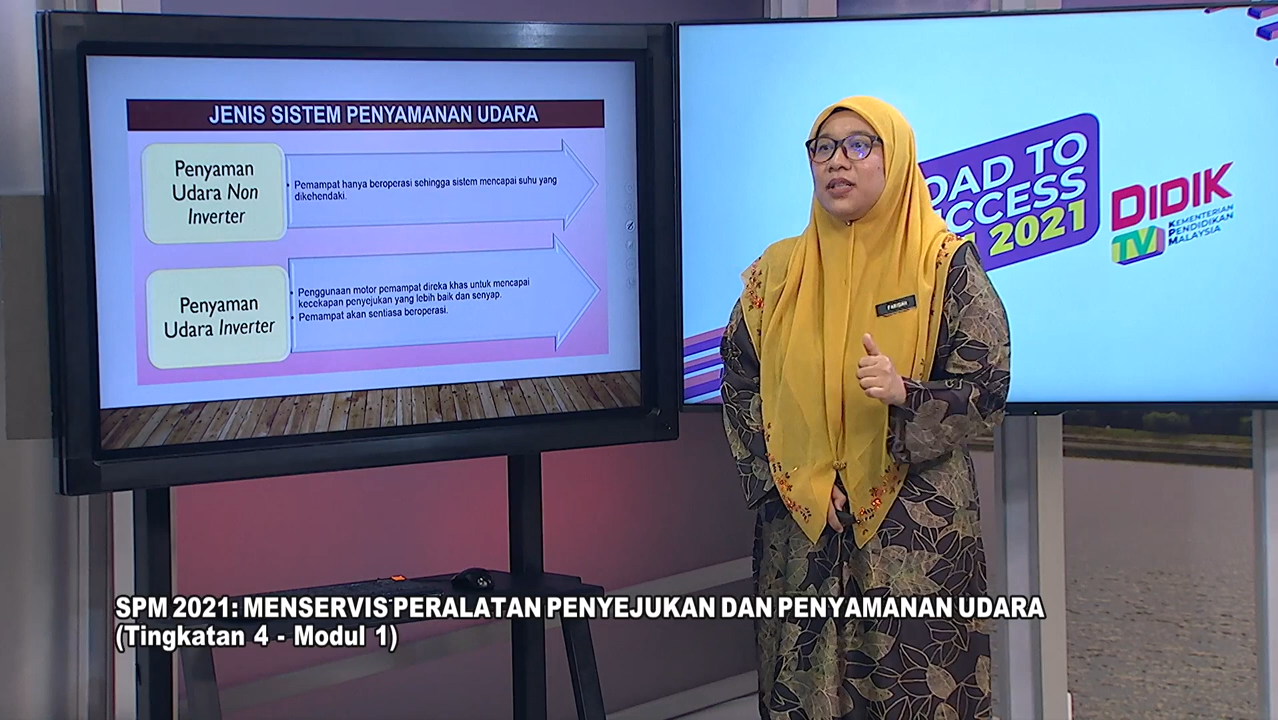 JENIS SISTEM PENYAMANAN UDARA
Penyaman
Udara Non
Inverter
• Pemampat hanya beroperasi sehingga sistem mencapai suhu yang
dikehendaki.
Penyaman
Udara Inverter
• Penggunaan motor pemampat direka khas untuk mencapai
kecekapan penyejukan yang lebih baik dan senyap.
• Pemampat akan sentiasa beroperasi.
OAD TO
CCESS
2021
DIDIK
TV
KEMENTERIAN
PENDIDIKAN
MALAYSIA
SPM 2021: MENSERVIS PERALATAN PENYEJUKAN DAN PENYAMANAN UDARA
(Tingkatan 4 - Modul 1)